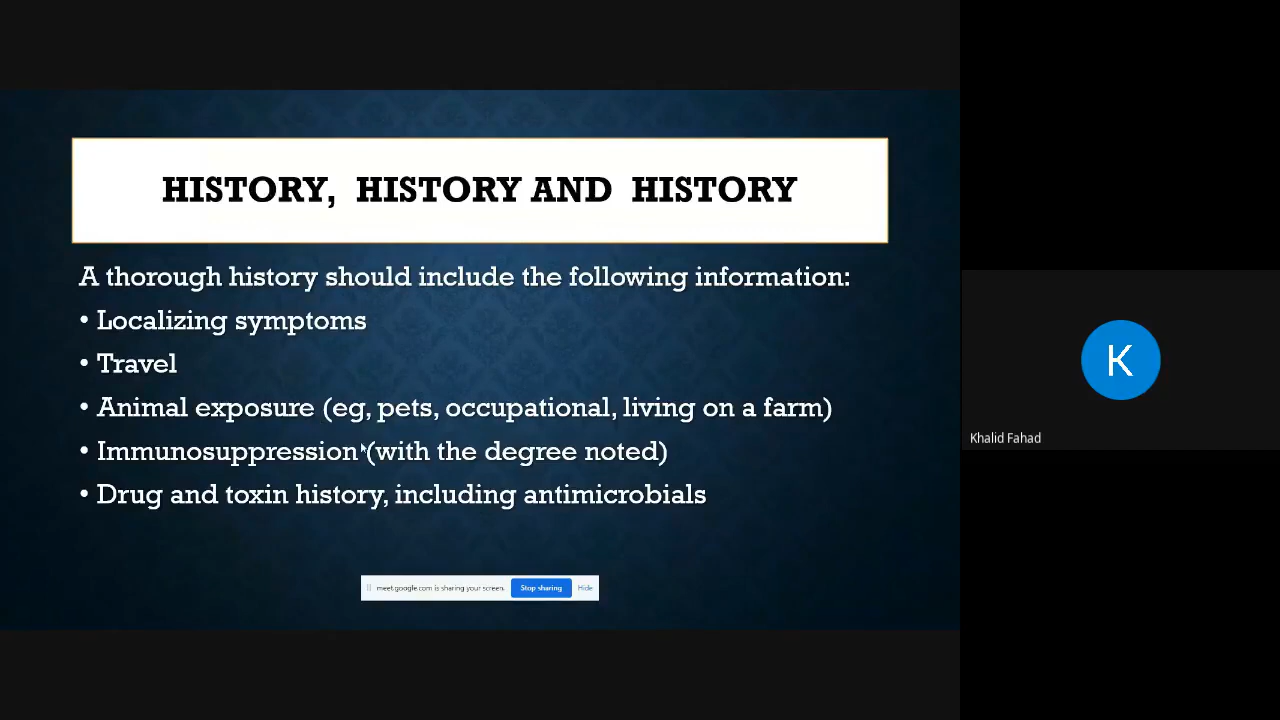 HISTORY, HISTORY AND HISTORY
A thorough history should include the following information:
• Localizing symptoms
• Travel
• Animal exposure (eg, pets, occupational, living on a farm)
• Immunosuppression (with the degree noted)
• Drug and toxin history, including antimicrobials
meet.google.com is sharing your screen. Stop sharing Hide
K
Khalid Fahad